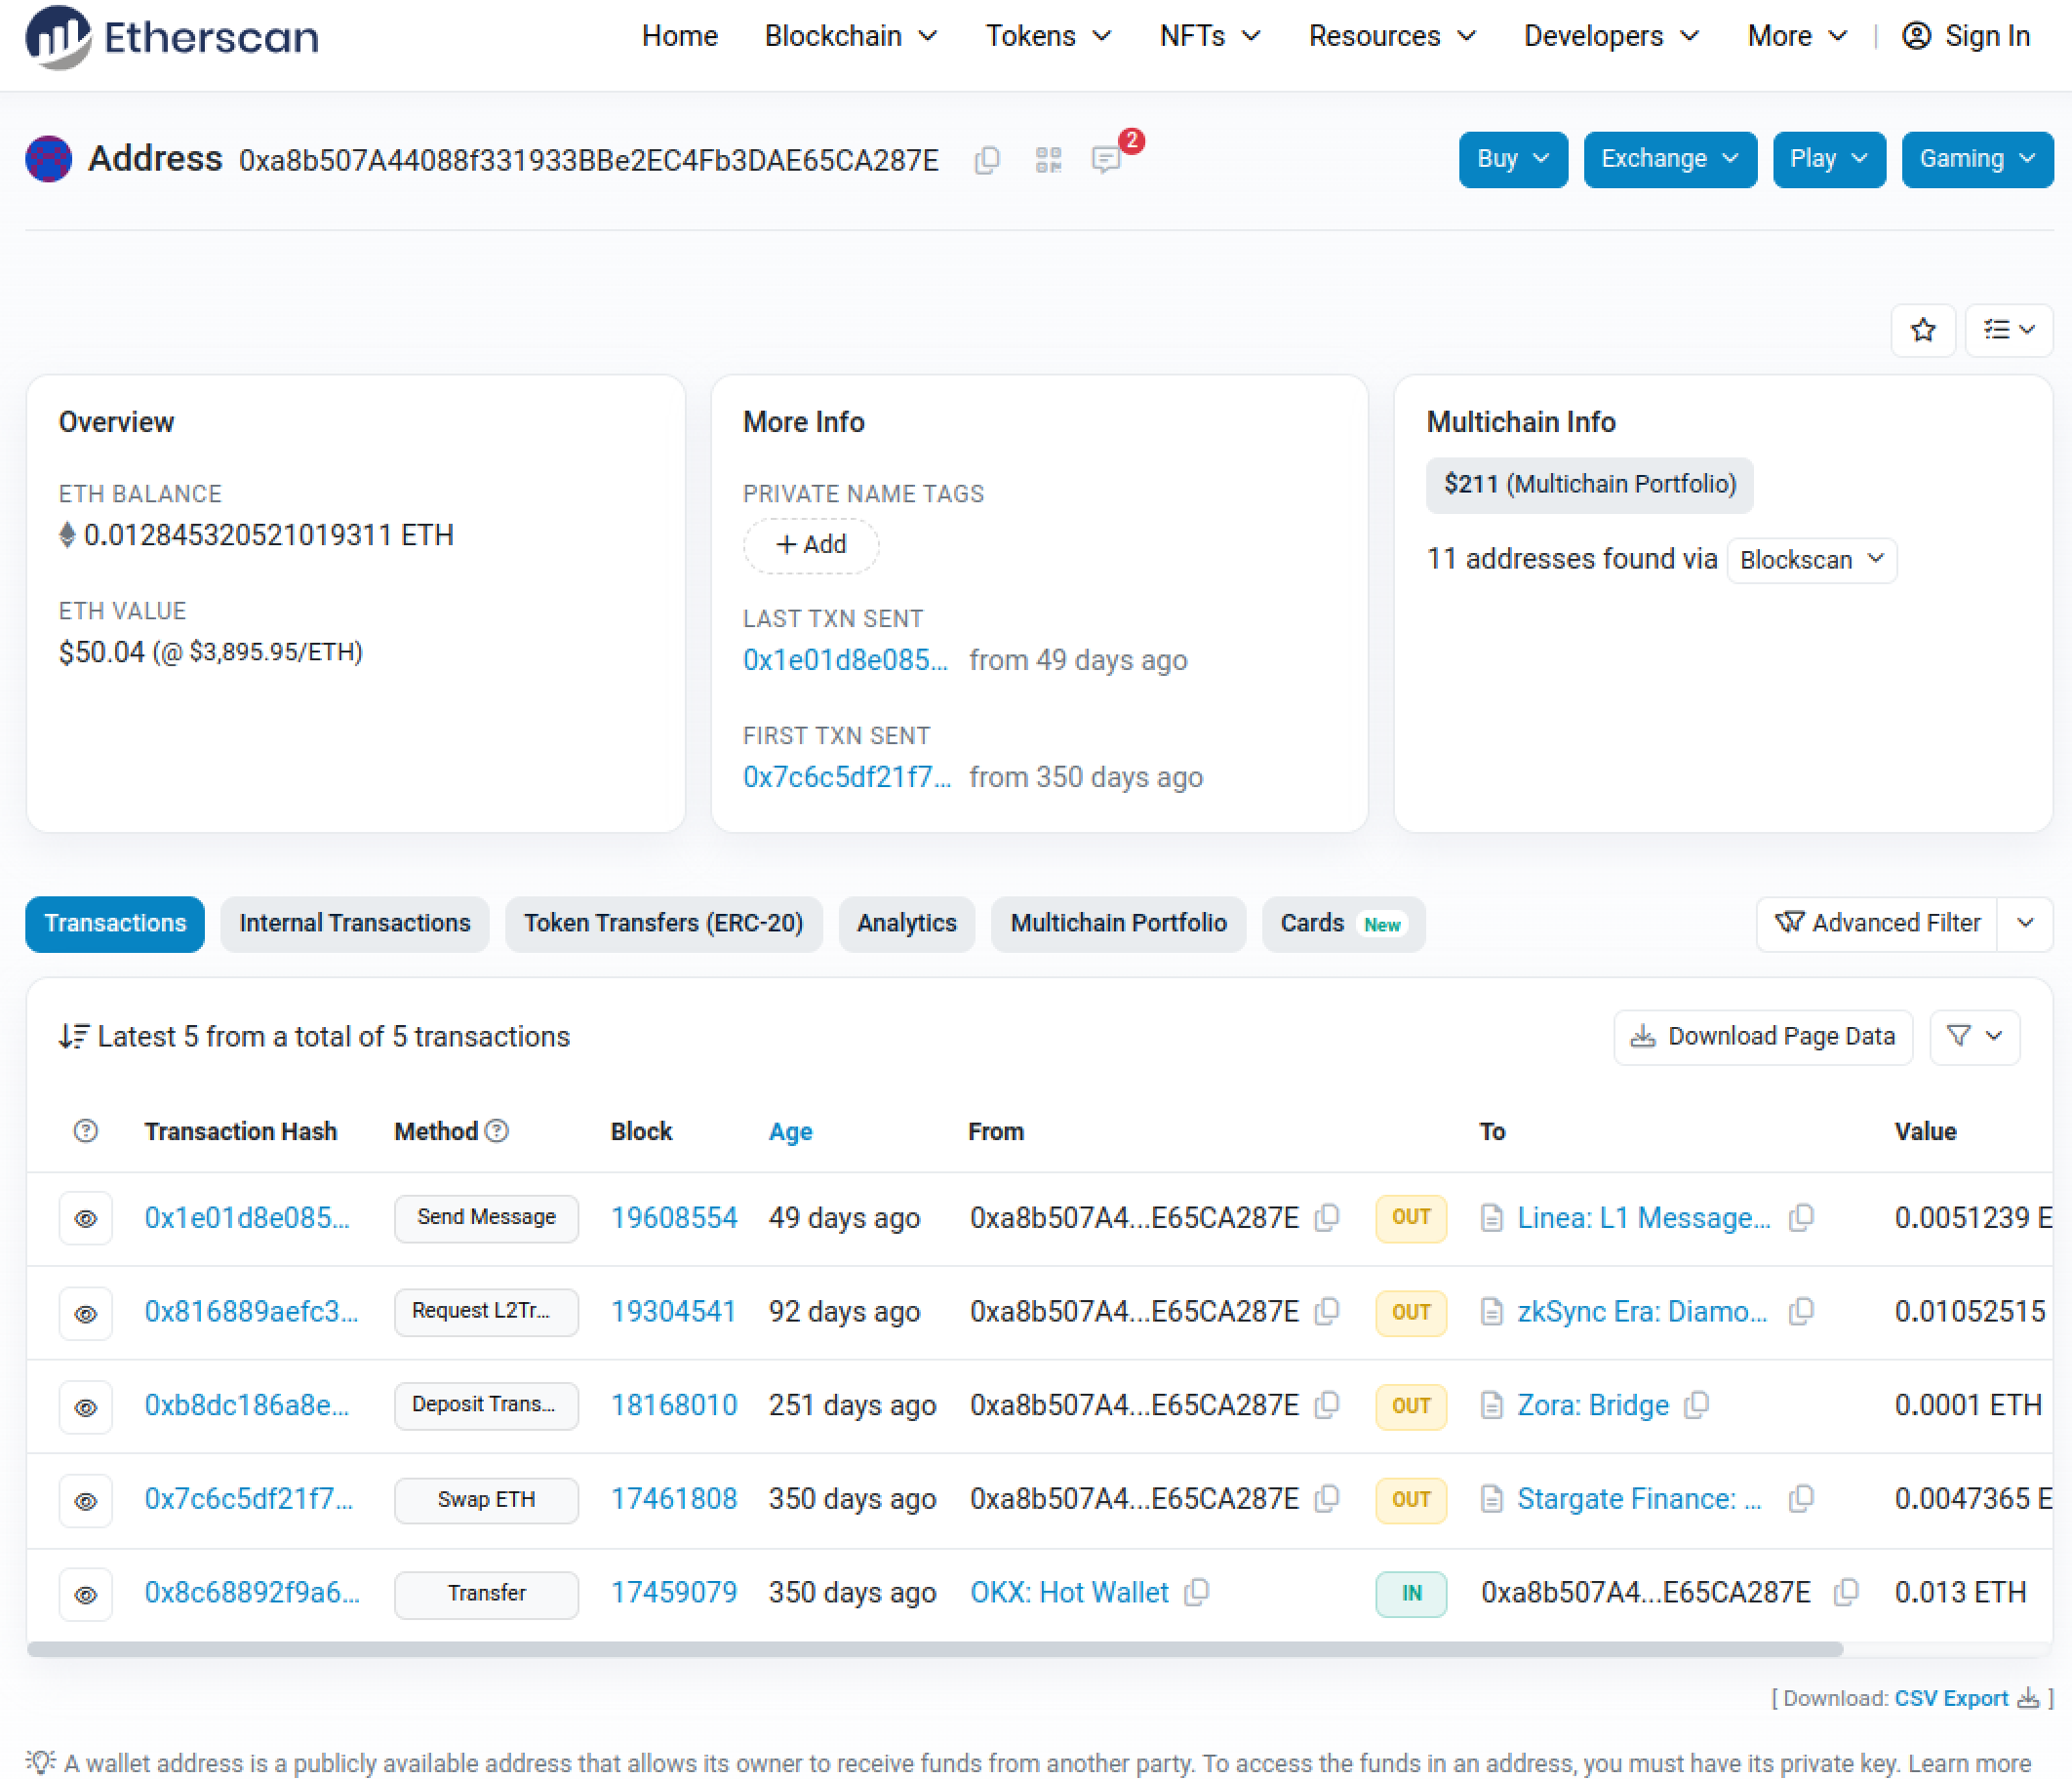 Etherscan
Home Blockchain Tokens NFTs Resources Developers More | Sign In
Address 0xa8b507A44088f331933BBe2EC4Fb3DAE65CA287E 2
Buy Exchange Play Gaming
Overview
ETH BALANCE
0.012845320521019311 ETH
ETH VALUE
$50.04 (@ $3,895.95/ETH)
More Info
PRIVATE NAME TAGS
+ Add
LAST TXN SENT
0x1e01d8e085... from 49 days ago
FIRST TXN SENT
0x7c6c5df21f7... from 350 days ago
Multichain Info
$211 (Multichain Portfolio)
11 addresses found via Blockscan
Transactions Internal Transactions Token Transfers (ERC-20) Analytics Multichain Portfolio Cards New Advanced Filter
Latest 5 from a total of 5 transactions Download Page Data
Transaction Hash Method Block Age From To Value
0x1e01d8e085... Send Message 19608554 49 days ago 0xa8b507A4...E65CA287E OUT Linea: L1 Message... 0.0051239 E
0x816889aefc3... Request L2Tr... 19304541 92 days ago 0xa8b507A4...E65CA287E OUT zkSync Era: Diamo... 0.01052515
0xb8dc186a8e... Deposit Trans... 18168010 251 days ago 0xa8b507A4...E65CA287E OUT Zora: Bridge 0.0001 ETH
0x7c6c5df21f7... Swap ETH 17461808 350 days ago 0xa8b507A4...E65CA287E OUT Stargate Finance: ... 0.0047365 E
0x8c68892f9a6... Transfer 17459079 350 days ago OKX: Hot Wallet IN 0xa8b507A4...E65CA287E 0.013 ETH
[ Download: CSV Export ]
A wallet address is a publicly available address that allows its owner to receive funds from another party. To access the funds in an address, you must have its private key. Learn more